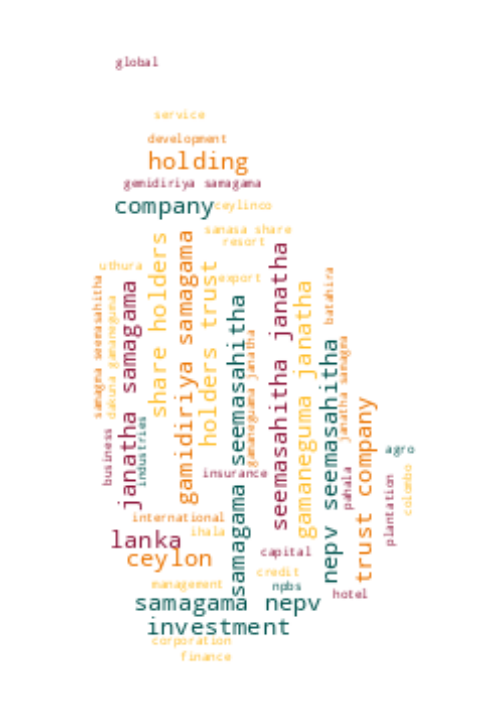 global
service
development
holding
gemidiriya samagama
company
ceylinco
sanasa share
resort
uthura
export
samagna seemasahitha
dakuna gamaneguma
janatha samagama
share holders
gamidiriya samagama
holders trust
samagama seemasahitha
gamaneguma janatha
seemasahitha janatha
gamaneguma janatha
batahira
nepv seemasahitha
janatha samagma
trust company
business
industries
insurance
pahala
agro
plantation
colombo
international
ihala
lanka
ceylon
capital
credit
management
npbs
hotel
samagama nepv
investment
corporation
finance